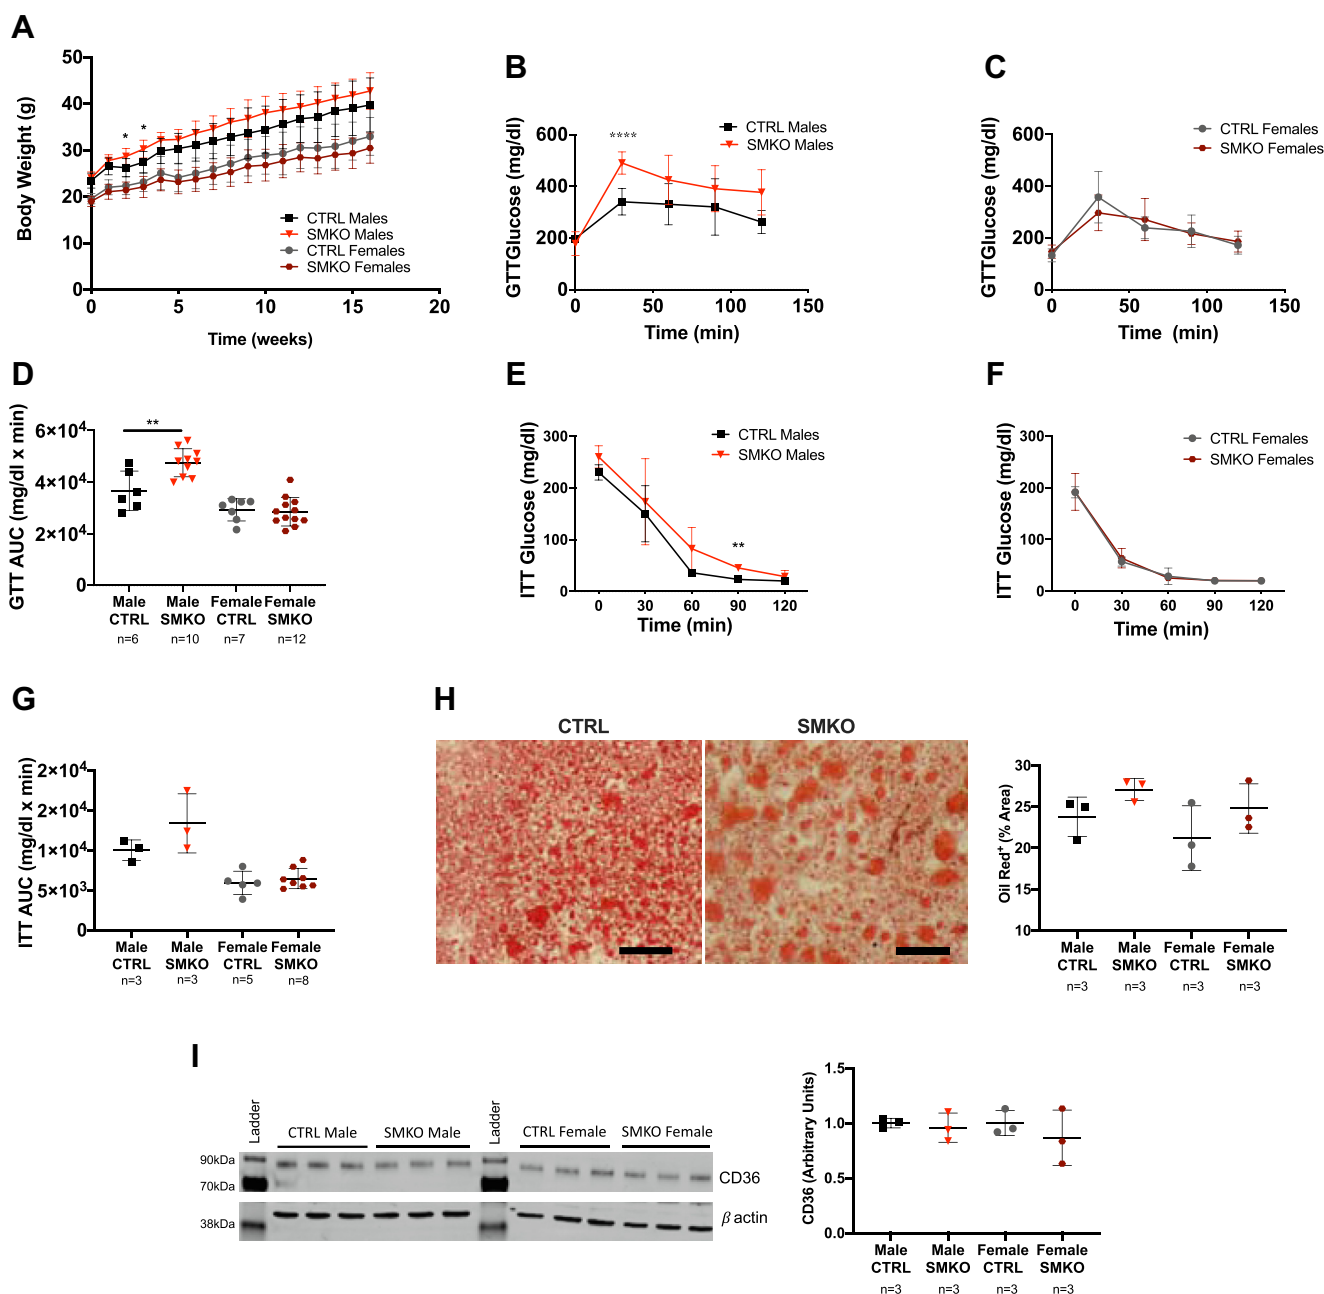 A
Body Weight (g)
50
40
30
20
10
0
* *
CTRL Males
SMKO Males
CTRL Females
SMKO Females
0 5 10 15 20
Time (weeks)
B
GTTGlucose (mg/dl)
600
400
200
0
****
CTRL Males
SMKO Males
0 50 100 150
Time (min)
C
GTTGlucose (mg/dl)
600
400
200
0
CTRL Females
SMKO Females
0 50 100 150
Time (min)
D
GTT AUC (mg/dl x min)
6×10⁴
4×10⁴
2×10⁴
0
**
Male Male Female Female
CTRL SMKO CTRL SMKO
n=6 n=10 n=7 n=12
E
ITT Glucose (mg/dl)
300
200
100
0
**
CTRL Males
SMKO Males
0 30 60 90 120
Time (min)
F
ITT Glucose (mg/dl)
300
200
100
0
CTRL Females
SMKO Females
0 30 60 90 120
Time (min)
G
ITT AUC (mg/dl x min)
2×10⁴
2×10⁴
1×10⁴
5×10³
0
Male Male Female Female
CTRL SMKO CTRL SMKO
n=3 n=3 n=5 n=8
H
CTRL SMKO
Oil Red⁺ (% Area)
30
25
20
15
10
Male Male Female Female
CTRL SMKO CTRL SMKO
n=3 n=3 n=3 n=3
I
Ladder CTRL Male SMKO Male Ladder CTRL Female SMKO Female
90kDa
70kDa
CD36
38kDa
β actin
CD36 (Arbitrary Units)
1.5
1.0
0.5
0.0
Male Male Female Female
CTRL SMKO CTRL SMKO
n=3 n=3 n=3 n=3